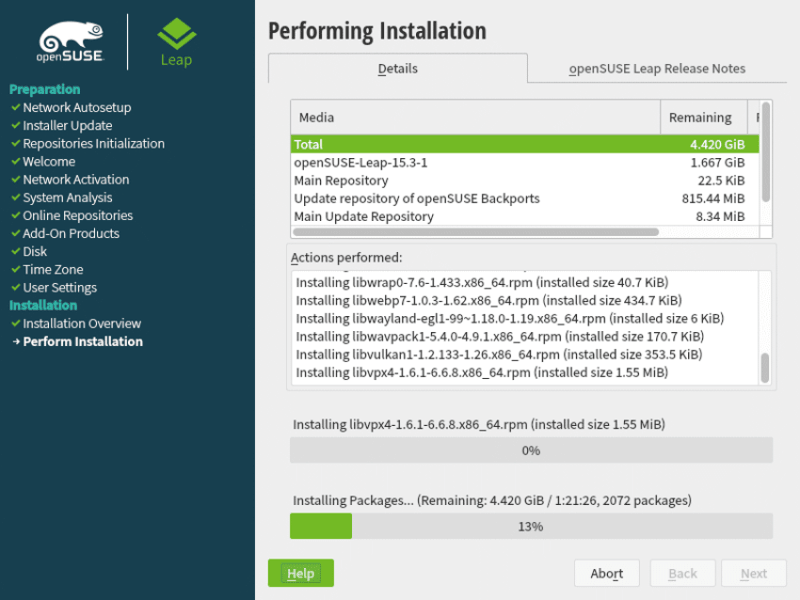 openSUSE
Leap
Preparation
Network Autosetup
Installer Update
Repositories Initialization
Welcome
Network Activation
System Analysis
Online Repositories
Add-On Products
Disk
Time Zone
User Settings
Installation
Installation Overview
Perform Installation
Performing Installation
Details
openSUSE Leap Release Notes
Media Remaining
Total 4.420 GiB
openSUSE-Leap-15.3-1 1.667 GiB
Main Repository 22.5 KiB
Update repository of openSUSE Backports 815.44 MiB
Main Update Repository 8.34 MiB
Actions performed:
Installing libwrap0-7.6-1.433.x86_64.rpm (installed size 40.7 KiB)
Installing libwebp7-1.0.3-1.62.x86_64.rpm (installed size 434.7 KiB)
Installing libwayland-egl1-99~1.18.0-1.19.x86_64.rpm (installed size 6 KiB)
Installing libwavpack1-5.4.0-4.9.1.x86_64.rpm (installed size 170.7 KiB)
Installing libvulkan1-1.2.133-1.26.x86_64.rpm (installed size 353.5 KiB)
Installing libvpx4-1.6.1-6.6.8.x86_64.rpm (installed size 1.55 MiB)
Installing libvpx4-1.6.1-6.6.8.x86_64.rpm (installed size 1.55 MiB)
0%
Installing Packages... (Remaining: 4.420 GiB / 1:21:26, 2072 packages)
13%
Help
Abort
Back
Next